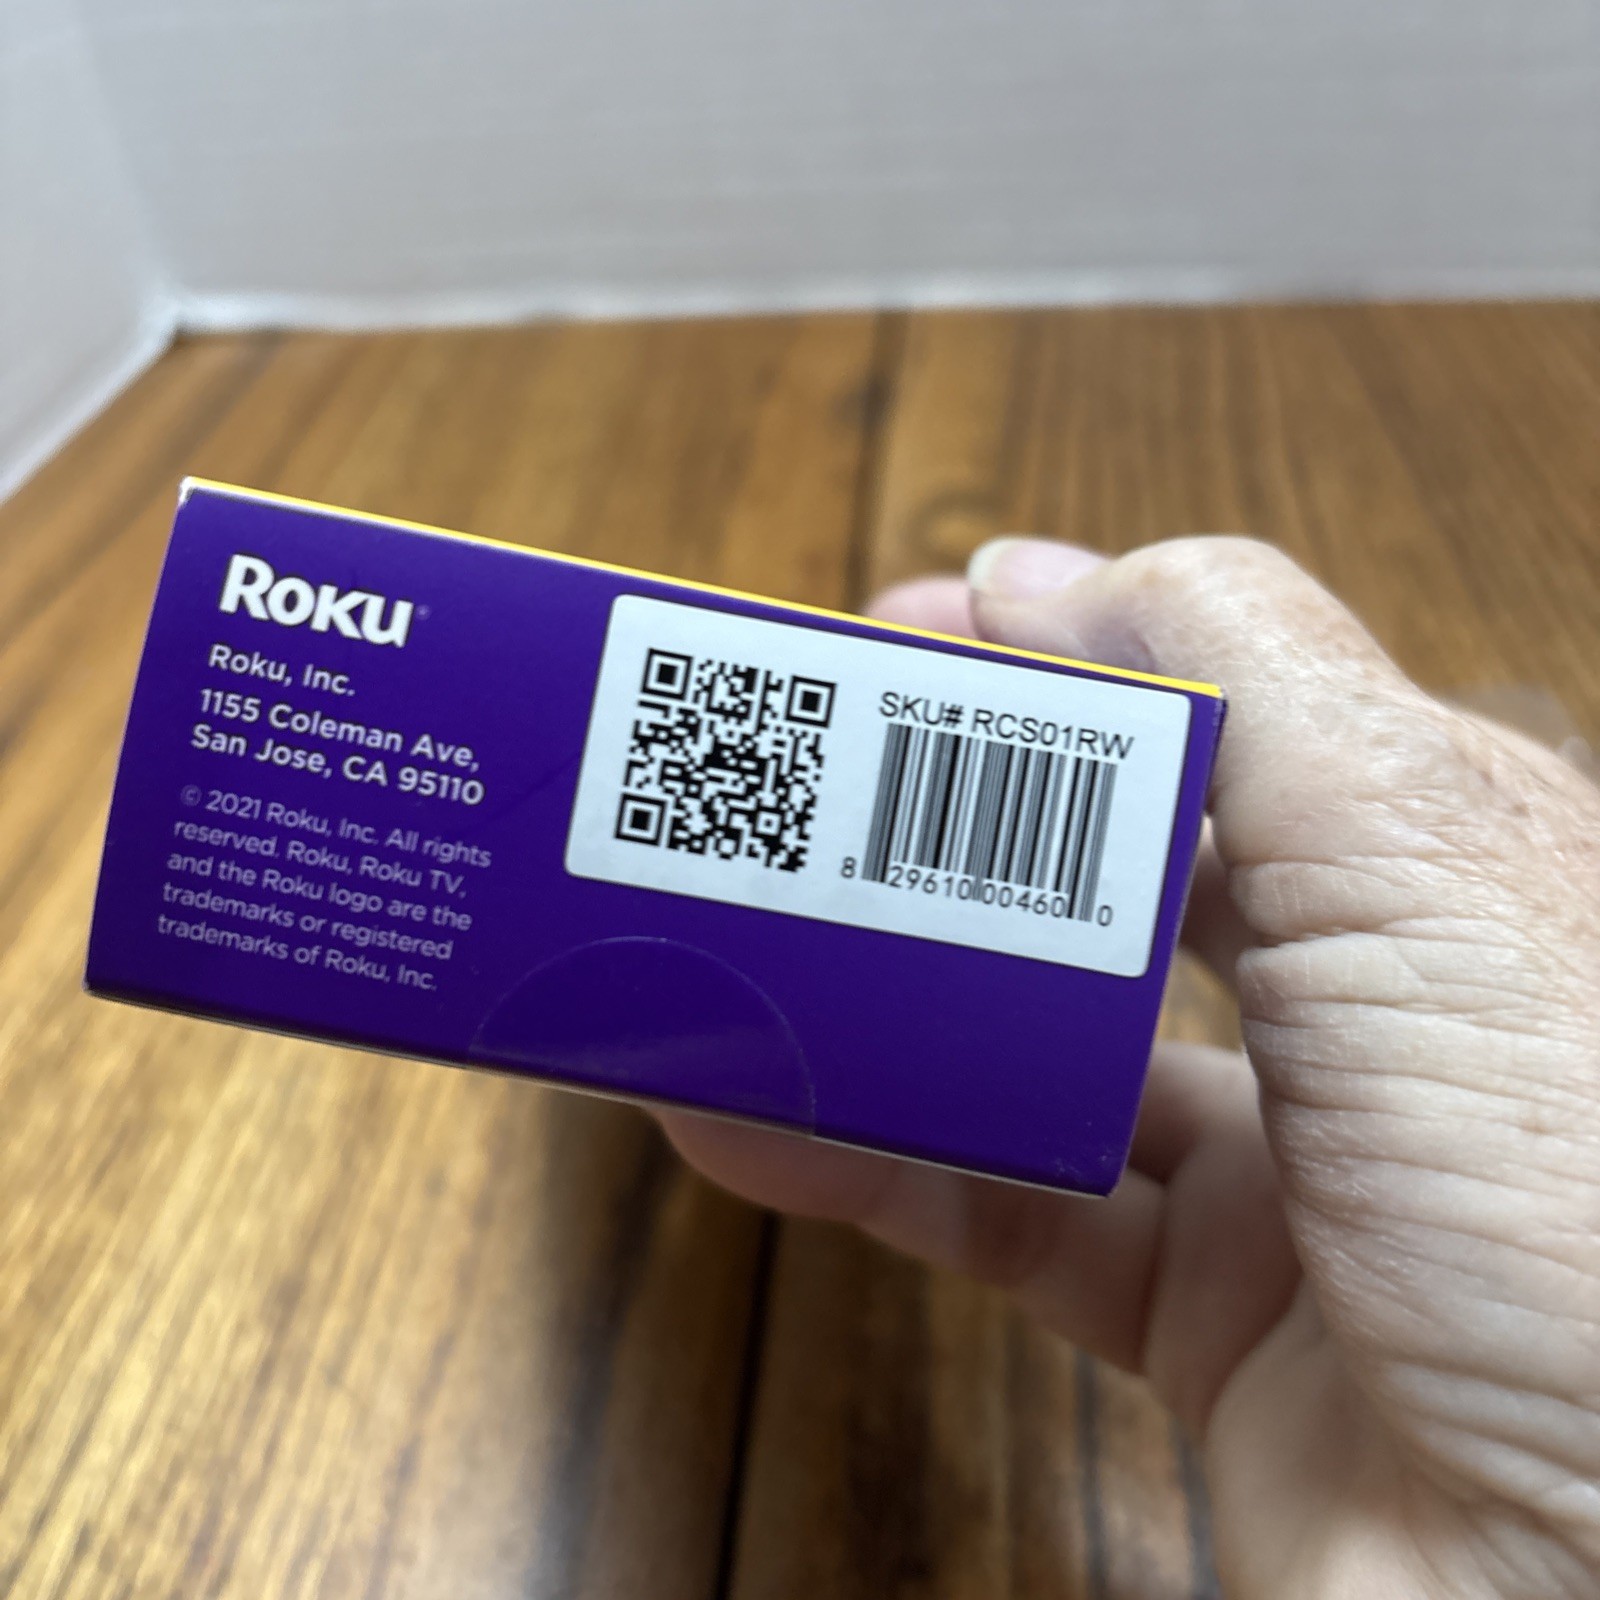 Roku®
Roku, Inc.
1155 Coleman Ave,
San Jose, CA 95110
© 2021 Roku, Inc. All rights
reserved. Roku, Roku TV,
and the Roku logo are the
trademarks or registered
trademarks of Roku, Inc.
SKU# RCS01RW
8 29610 00460 0